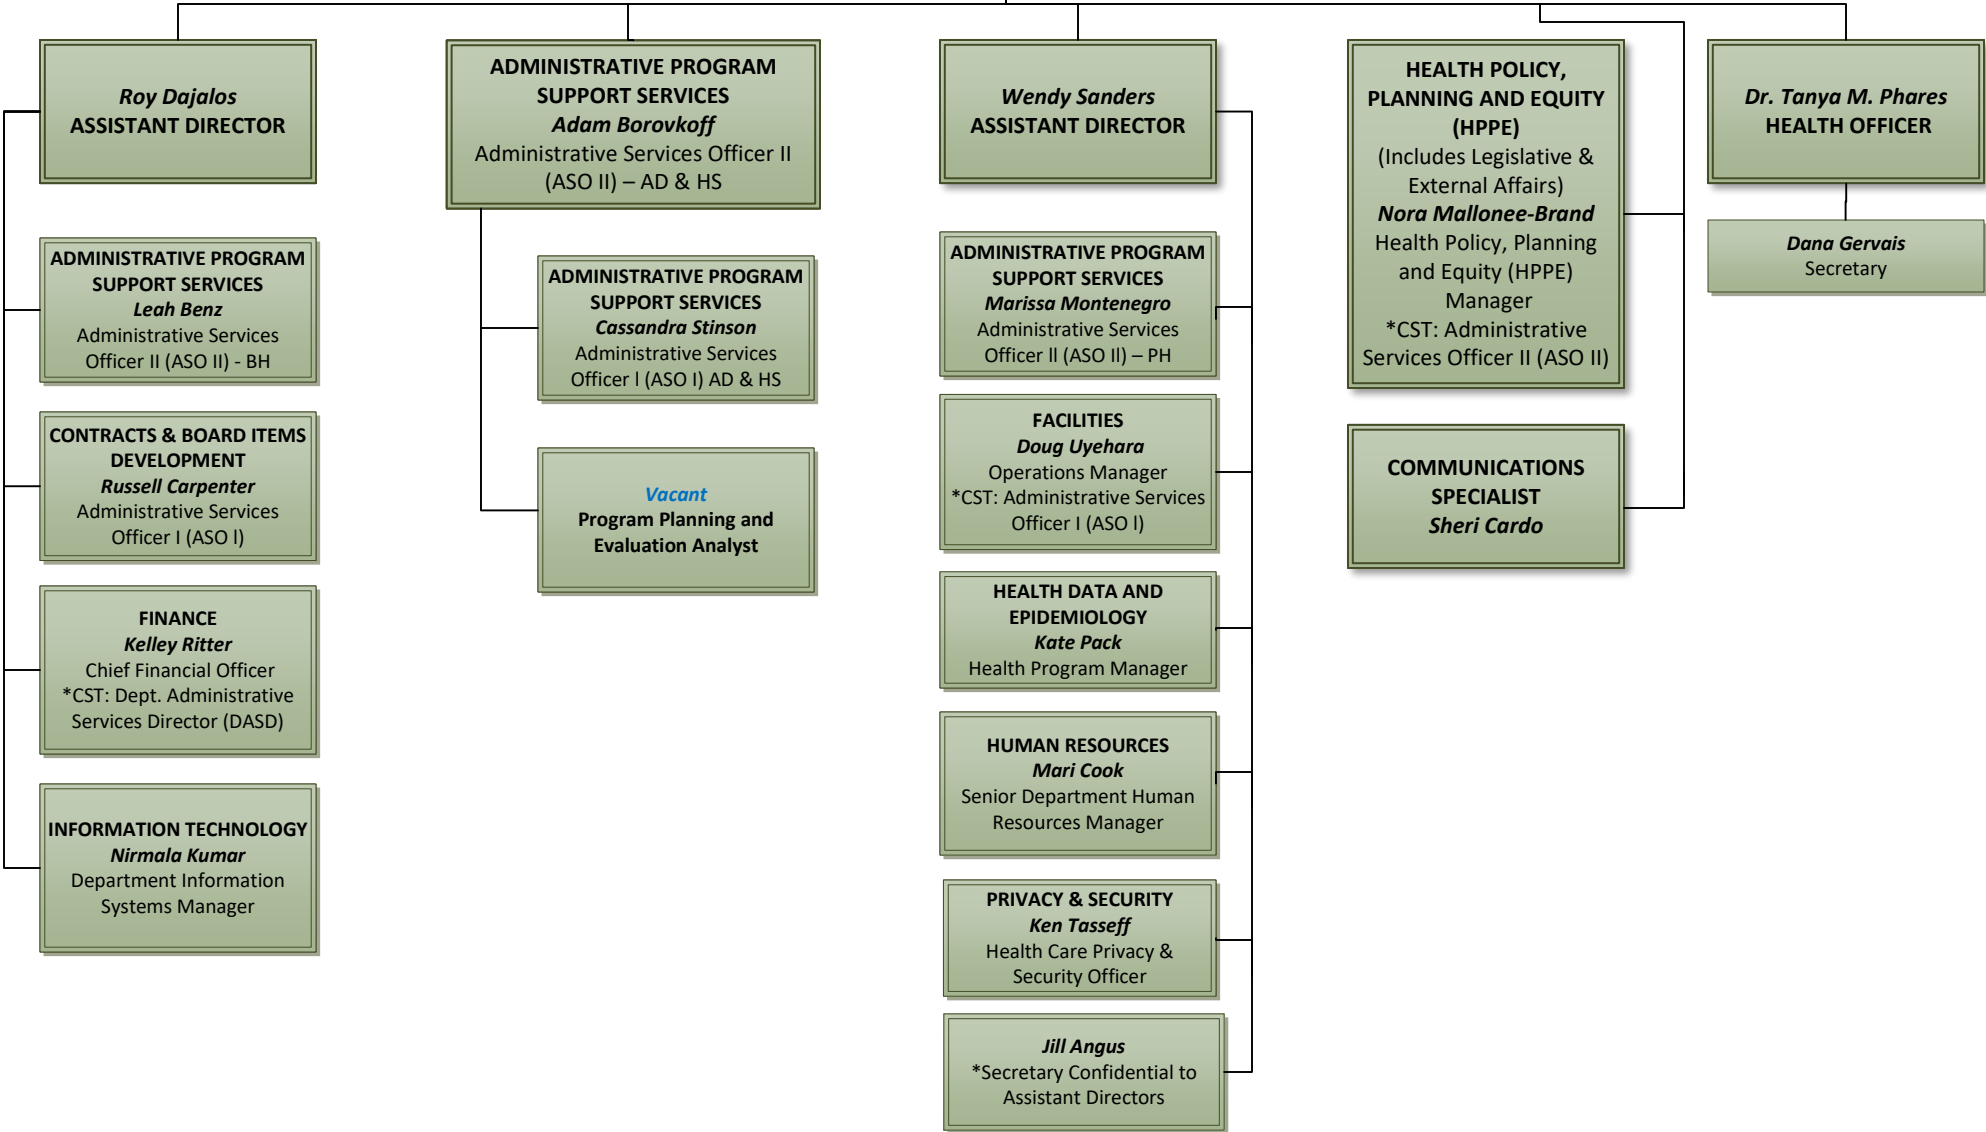 Roy Dajalos
ASSISTANT DIRECTOR
ADMINISTRATIVE PROGRAM
SUPPORT SERVICES
Leah Benz
Administrative Services
Officer II (ASO II) - BH
CONTRACTS & BOARD ITEMS
DEVELOPMENT
Russell Carpenter
Administrative Services
Officer I (ASO l)
FINANCE
Kelley Ritter
Chief Financial Officer
*CST: Dept. Administrative
Services Director (DASD)
INFORMATION TECHNOLOGY
Nirmala Kumar
Department Information
Systems Manager
ADMINISTRATIVE PROGRAM
SUPPORT SERVICES
Adam Borovkoff
Administrative Services Officer II
(ASO II) – AD & HS
ADMINISTRATIVE PROGRAM
SUPPORT SERVICES
Cassandra Stinson
Administrative Services
Officer l (ASO I) AD & HS
Vacant
Program Planning and
Evaluation Analyst
Wendy Sanders
ASSISTANT DIRECTOR
ADMINISTRATIVE PROGRAM
SUPPORT SERVICES
Marissa Montenegro
Administrative Services
Officer ll (ASO II) – PH
FACILITIES
Doug Uyehara
Operations Manager
*CST: Administrative Services
Officer I (ASO l)
HEALTH DATA AND
EPIDEMIOLOGY
Kate Pack
Health Program Manager
HUMAN RESOURCES
Mari Cook
Senior Department Human
Resources Manager
PRIVACY & SECURITY
Ken Tasseff
Health Care Privacy &
Security Officer
Jill Angus
*Secretary Confidential to
Assistant Directors
HEALTH POLICY,
PLANNING AND EQUITY
(HPPE)
(Includes Legislative &
External Affairs)
Nora Mallonee-Brand
Health Policy, Planning
and Equity (HPPE)
Manager
*CST: Administrative
Services Officer II (ASO II)
COMMUNICATIONS
SPECIALIST
Sheri Cardo
Dr. Tanya M. Phares
HEALTH OFFICER
Dana Gervais
Secretary